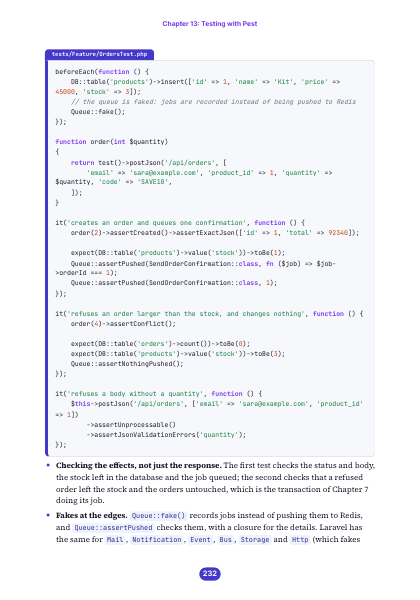 Chapter 13: Testing with Pest
tests/Feature/OrdersTest.php
beforeEach(function () {
    DB::table('products')->insert(['id' => 1, 'name' => 'Kit', 'price' =>
45000, 'stock' => 3]);
    // the queue is faked: jobs are recorded instead of being pushed to Redis
    Queue::fake();
});

function order(int $quantity)
{
    return test()->postJson('/api/orders', [
        'email' => 'sara@example.com', 'product_id' => 1, 'quantity' =>
$quantity, 'code' => 'SAVE10',
    ]);
}

it('creates an order and queues one confirmation', function () {
    order(2)->assertCreated()->assertExactJson(['id' => 1, 'total' => 92340]);

    expect(DB::table('products')->value('stock'))->toBe(1);
    Queue::assertPushed(SendOrderConfirmation::class, fn ($job) => $job-
>orderId === 1);
    Queue::assertPushed(SendOrderConfirmation::class, 1);
});

it('refuses an order larger than the stock, and changes nothing', function () {
    order(4)->assertConflict();

    expect(DB::table('orders')->count())->toBe(0);
    expect(DB::table('products')->value('stock'))->toBe(3);
    Queue::assertNothingPushed();
});

it('refuses a body without a quantity', function () {
    $this->postJson('/api/orders', ['email' => 'sara@example.com', 'product_id'
=> 1])
        ->assertUnprocessable()
        ->assertJsonValidationErrors('quantity');
});
• Checking the effects, not just the response. The first test checks the status and body,
the stock left in the database and the job queued; the second checks that a refused
order left the stock and the orders untouched, which is the transaction of Chapter 7
doing its job.
• Fakes at the edges. Queue::fake() records jobs instead of pushing them to Redis,
and Queue::assertPushed checks them, with a closure for the details. Laravel has
the same for Mail, Notification, Event, Bus, Storage and Http (which fakes
232